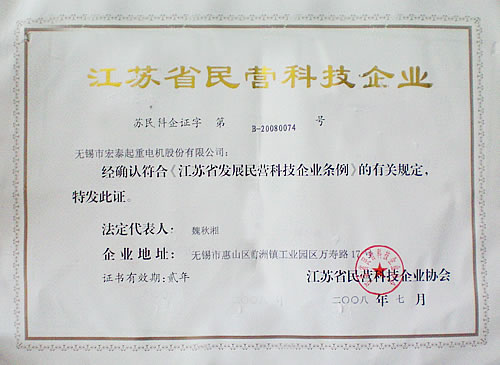 江苏省民营科技企业
苏民科企证字 第 B-20080074 号
无锡市宏泰起重电机股份有限公司：
经确认符合《江苏省发展民营科技企业条例》的有关规定，
特发此证。
法定代表人： 魏秋湘
企业地址： 无锡市惠山区前洲镇工业园区万寿路17
证书有效期：贰年
江苏省民营科技企业协会
二〇〇八年七月